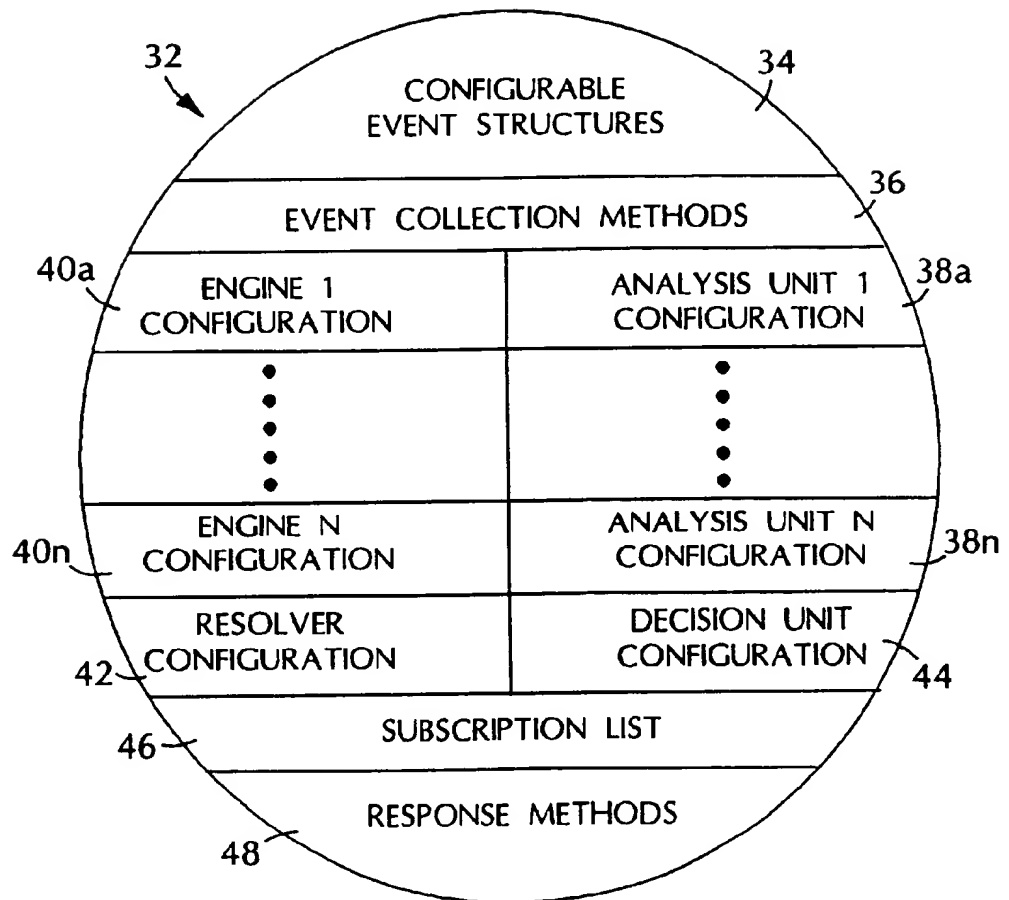 32
34
CONFIGURABLE
EVENT STRUCTURES
36
EVENT COLLECTION METHODS
40a
ENGINE 1
CONFIGURATION
ANALYSIS UNIT 1
CONFIGURATION
38a
40n
ENGINE N
CONFIGURATION
ANALYSIS UNIT N
CONFIGURATION
38n
42
RESOLVER
CONFIGURATION
DECISION UNIT
CONFIGURATION
44
46
SUBSCRIPTION LIST
48
RESPONSE METHODS